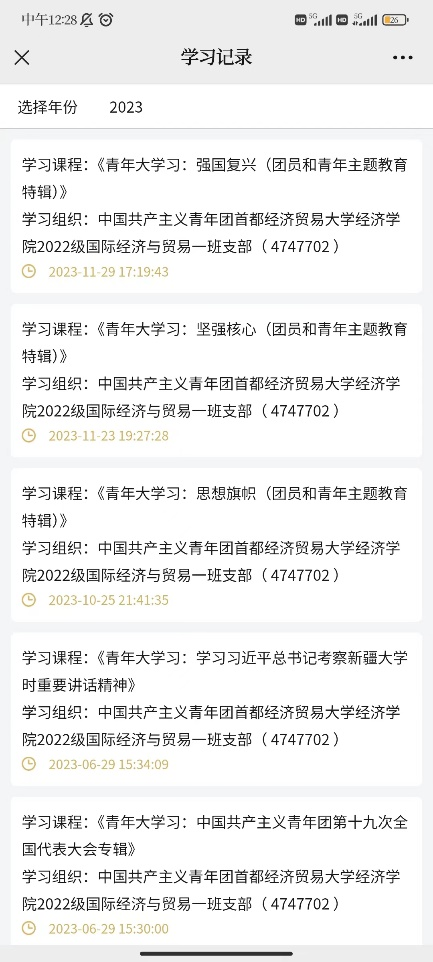 中午12:28
HD 5G HD 5G 26
学习记录
选择年份 2023
学习课程：《青年大学习：强国复兴（团员和青年主题教育
特辑）》
学习组织：中国共产主义青年团首都经济贸易大学经济学
院2022级国际经济与贸易一班支部（ 4747702 ）
2023-11-29 17:19:43
学习课程：《青年大学习：坚强核心（团员和青年主题教育
特辑）》
学习组织：中国共产主义青年团首都经济贸易大学经济学
院2022级国际经济与贸易一班支部（ 4747702 ）
2023-11-23 19:27:28
学习课程：《青年大学习：思想旗帜（团员和青年主题教育
特辑）》
学习组织：中国共产主义青年团首都经济贸易大学经济学
院2022级国际经济与贸易一班支部（ 4747702 ）
2023-10-25 21:41:35
学习课程：《青年大学习：学习习近平总书记考察新疆大学
时重要讲话精神》
学习组织：中国共产主义青年团首都经济贸易大学经济学
院2022级国际经济与贸易一班支部（ 4747702 ）
2023-06-29 15:34:09
学习课程：《青年大学习：中国共产主义青年团第十九次全
国代表大会专辑》
学习组织：中国共产主义青年团首都经济贸易大学经济学
院2022级国际经济与贸易一班支部（ 4747702 ）
2023-06-29 15:30:00